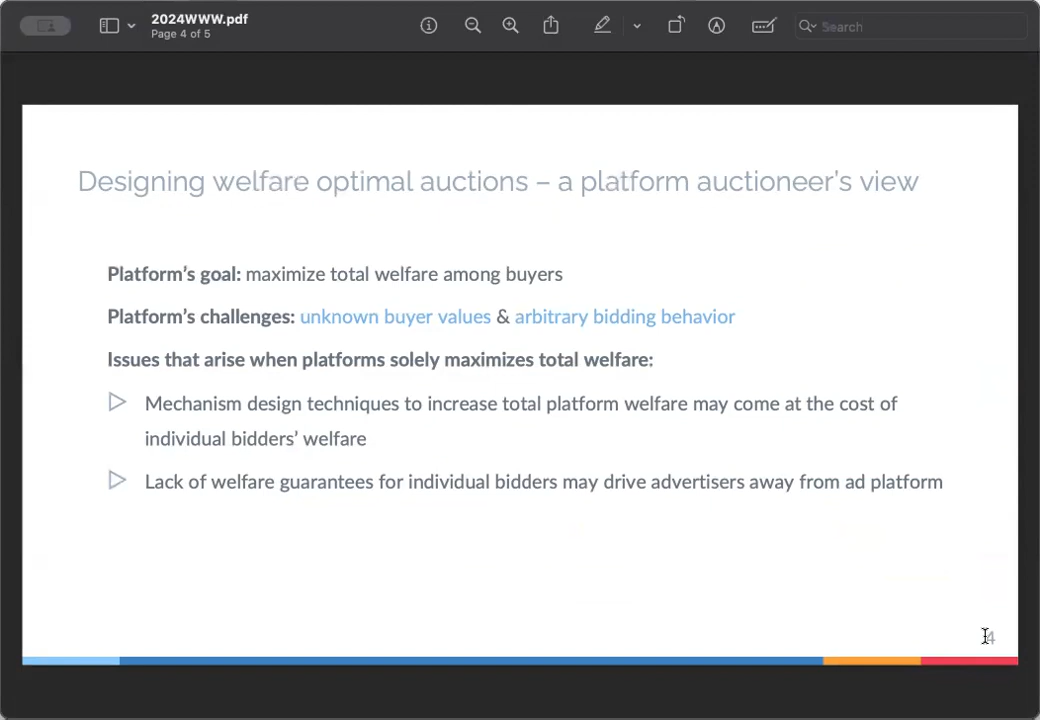 2024WWW.pdf
Page 4 of 5
Search
Designing welfare optimal auctions – a platform auctioneer's view
Platform's goal: maximize total welfare among buyers
Platform's challenges: unknown buyer values & arbitrary bidding behavior
Issues that arise when platforms solely maximizes total welfare:
Mechanism design techniques to increase total platform welfare may come at the cost of
individual bidders' welfare
Lack of welfare guarantees for individual bidders may drive advertisers away from ad platform
4